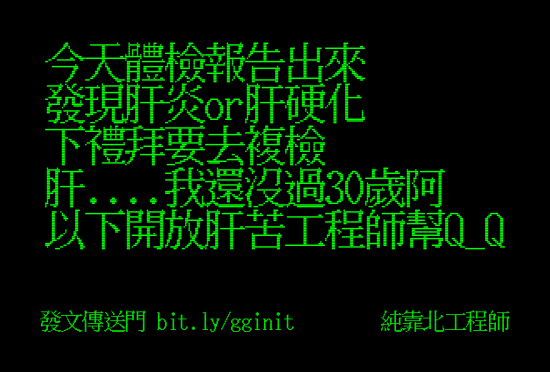 今天體檢報告出來
發現肝炎or肝硬化
下禮拜要去複檢
肝....我還沒過30歲阿
以下開放肝苦工程師幫Q_Q
發文傳送門 bit.ly/gginit 純靠北工程師